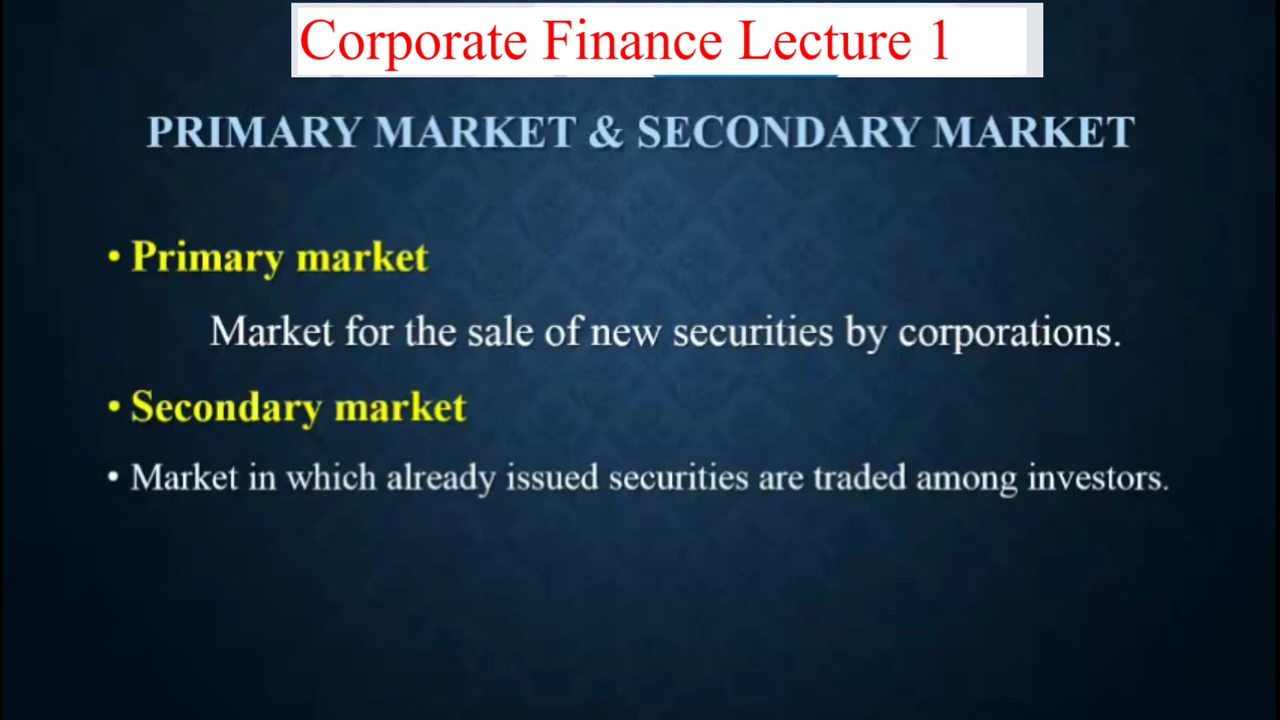 Corporate Finance Lecture 1
PRIMARY MARKET & SECONDARY MARKET
• Primary market
Market for the sale of new securities by corporations.
• Secondary market
• Market in which already issued securities are traded among investors.